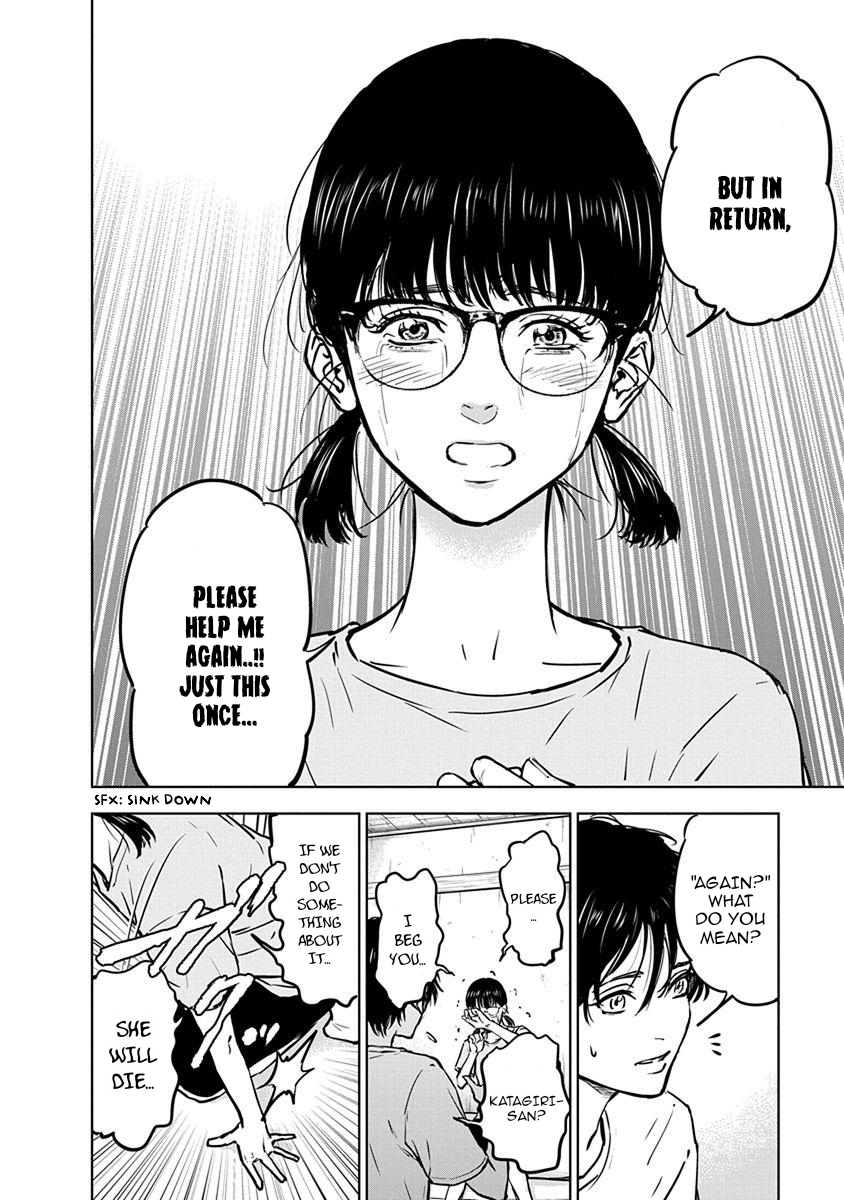 BUT IN
RETURN,
PLEASE
HELP ME
AGAIN..!!
JUST THIS
ONCE...
SFX: SINK DOWN
"AGAIN?"
WHAT
DO YOU
MEAN?
PLEASE
...
I
BEG
YOU...
KATAGIRI-
SAN?
IF WE
DON'T
DO
SOME-
THING
ABOUT
IT...
SHE
WILL
DIE...